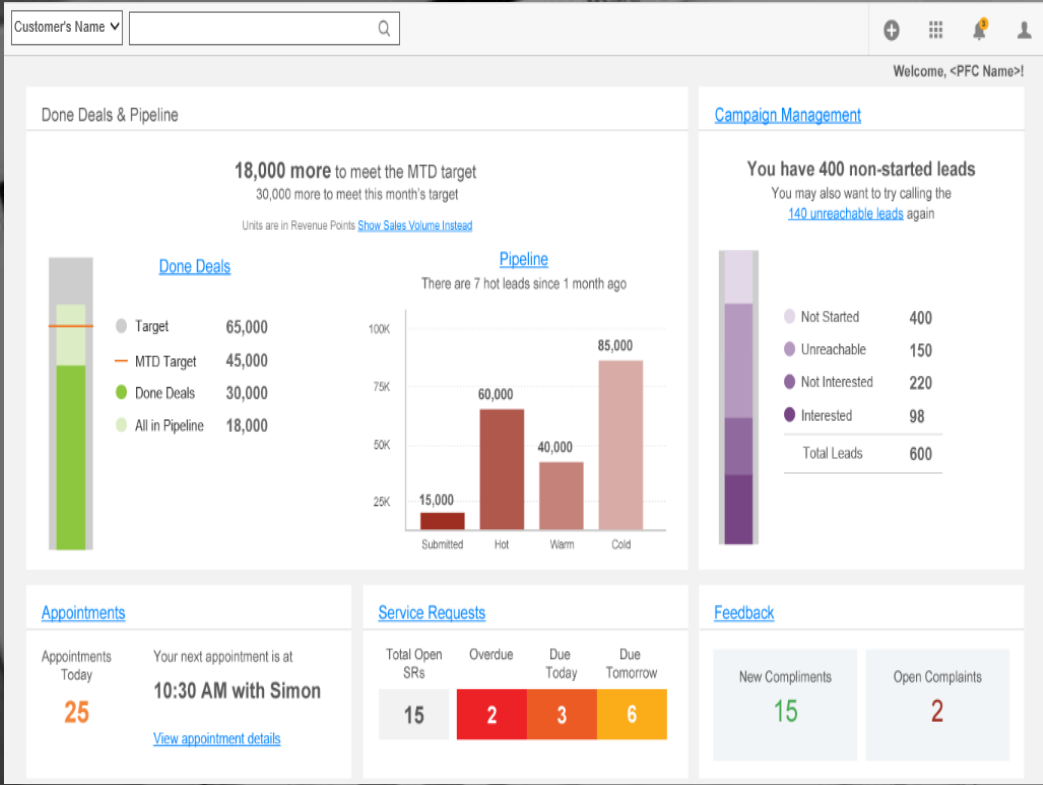 Customer's Name
3
Welcome, <PFC Name>!
Done Deals & Pipeline
18,000 more to meet the MTD target
30,000 more to meet this month's target
Units are in Revenue Points Show Sales Volume Instead
Done Deals
Target 65,000
MTD Target 45,000
Done Deals 30,000
All in Pipeline 18,000
Pipeline
There are 7 hot leads since 1 month ago
100K
75K
50K
25K
15,000
60,000
40,000
85,000
Submitted Hot Warm Cold
Campaign Management
You have 400 non-started leads
You may also want to try calling the
140 unreachable leads again
Not Started 400
Unreachable 150
Not Interested 220
Interested 98
Total Leads 600
Appointments
Appointments
Today
25
Your next appointment is at
10:30 AM with Simon
View appointment details
Service Requests
Total Open
SRs
15
Overdue
2
Due
Today
3
Due
Tomorrow
6
Feedback
New Compliments
15
Open Complaints
2